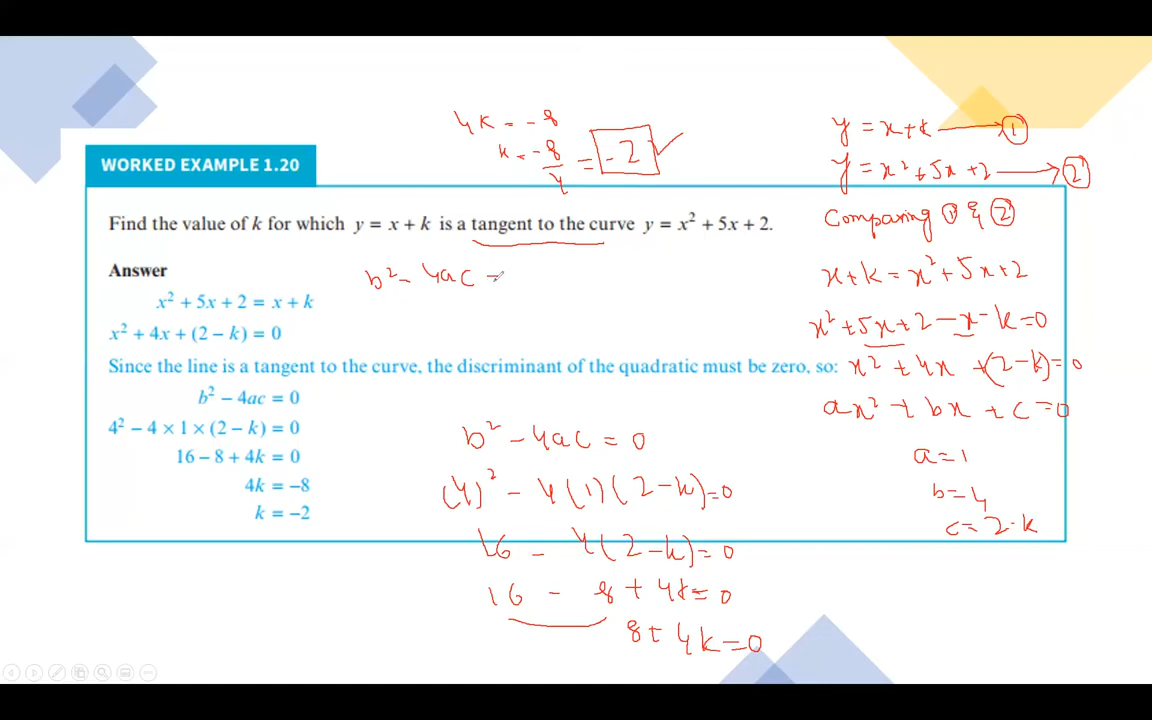 4k = -8
k = -8/4 = -2 ✓
y = x+k → ①
y = x² + 5x + 2 → ②
Comparing ① & ②
x+k = x²+5x+2
x²+5x+2-x-k=0
x² + 4x + (2-k)=0
ax² + bx + c = 0
a=1
b=4
c=2-k
WORKED EXAMPLE 1.20
Find the value of k for which y = x + k is a tangent to the curve y = x² + 5x + 2.
b² - 4ac =
Answer
x² + 5x + 2 = x + k
x² + 4x + (2 − k) = 0
Since the line is a tangent to the curve, the discriminant of the quadratic must be zero, so:
b² − 4ac = 0
4² − 4 × 1 × (2 − k) = 0
16 − 8 + 4k = 0
4k = −8
k = −2
b² - 4ac = 0
(4)² - 4(1)(2-k)=0
16 - 4(2-k)=0
16 - 8 + 4k = 0
8 + 4k = 0